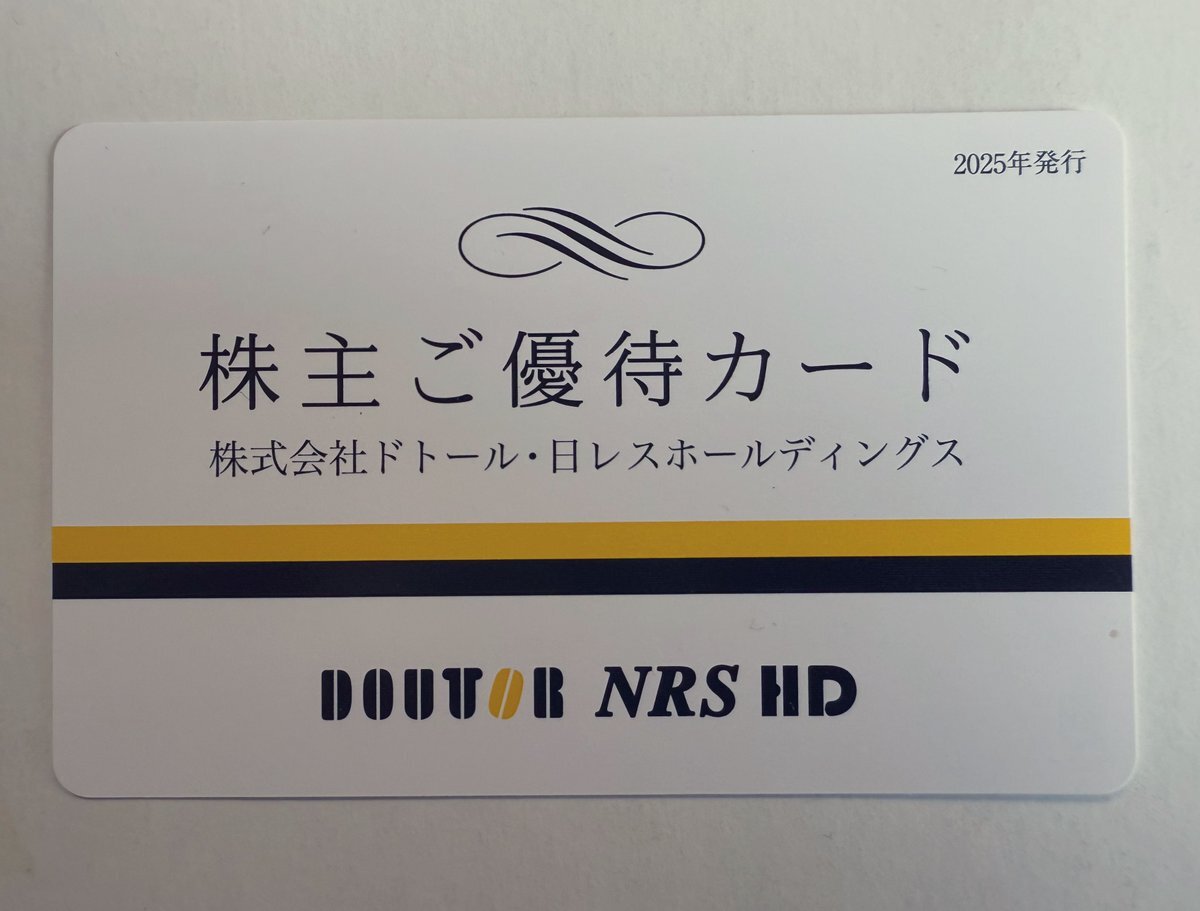 2025年発行
株主ご優待カード
株式会社ドトール・日レスホールディングス
DOUTOR NRS HD